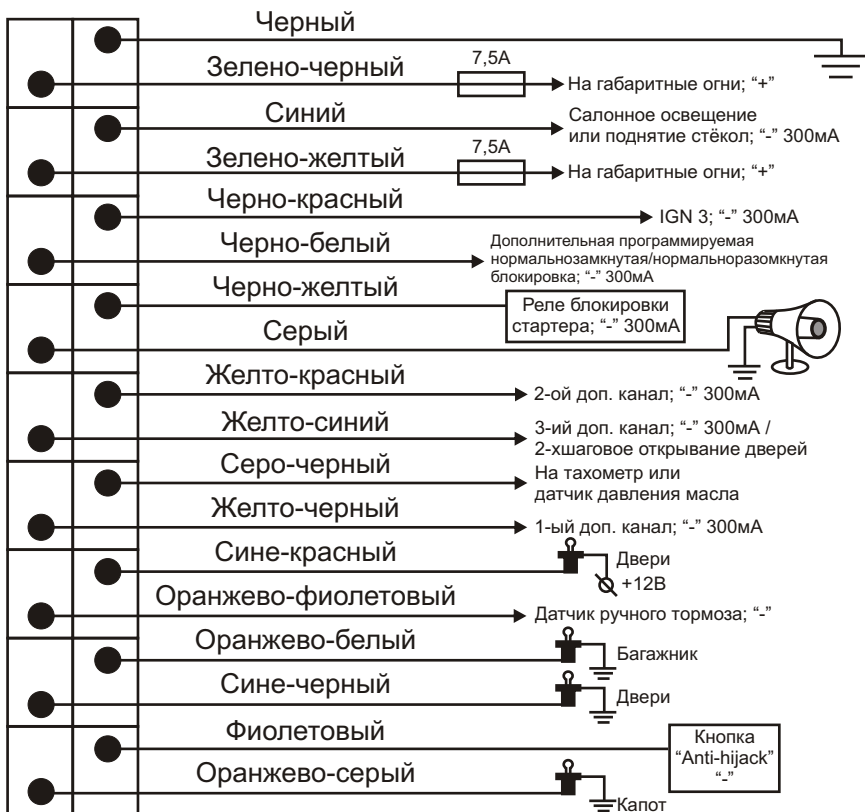 Черный
Зелено-черный
7,5А
На габаритные огни; “+”
Синий
Салонное освещение
или поднятие стёкол; “-” 300мА
Зелено-желтый
7,5А
На габаритные огни; “+”
Черно-красный
IGN 3; “-” 300мА
Черно-белый
Дополнительная программируемая
нормальнозамкнутая/нормальноразомкнутая
блокировка; “-” 300мА
Черно-желтый
Реле блокировки
стартера; “-” 300мА
Серый
Желто-красный
2-ой доп. канал; “-” 300мА
Желто-синий
3-ий доп. канал; “-” 300мА /
2-хшаговое открывание дверей
Серо-черный
На тахометр или
датчик давления масла
Желто-черный
1-ый доп. канал; “-” 300мА
Сине-красный
Двери
+12В
Оранжево-фиолетовый
Датчик ручного тормоза; “-”
Оранжево-белый
Багажник
Сине-черный
Двери
Фиолетовый
Кнопка
“Anti-hijack”
“-”
Оранжево-серый
Капот